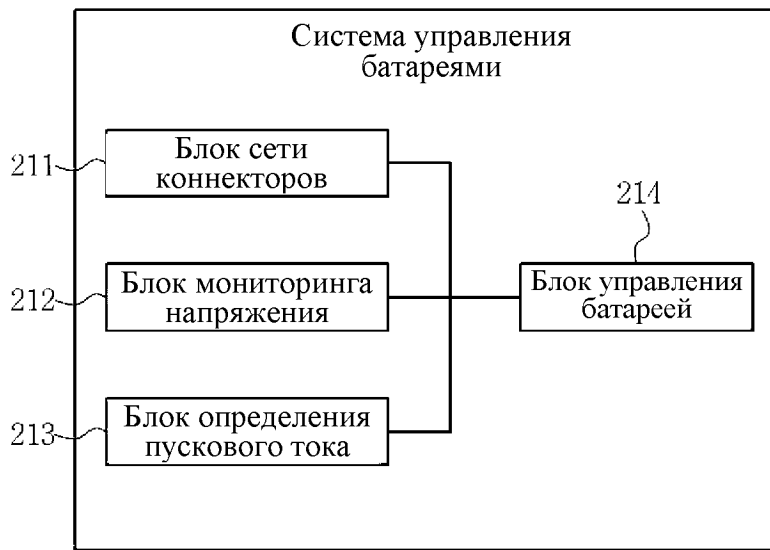 Система управления
батареями
211
Блок сети
коннекторов
214
212
Блок мониторинга
напряжения
Блок управления
батареей
213
Блок определения
пускового тока